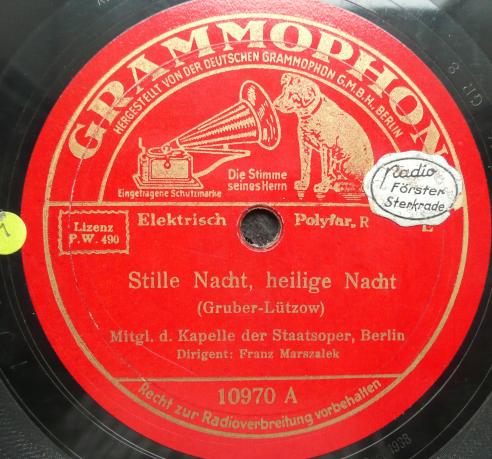 GRAMMOPHON
HERGESTELLT VON DER DEUTSCHEN GRAMMOPHON G.M.B.H., BERLIN
Die Stimme
seines Herrn
Eingetragene Schutzmarke
Radio
Förster
Sterkrade
Lizenz
P.W. 490
Elektrisch Polyfar. R
Stille Nacht, heilige Nacht
(Gruber-Lützow)
Mitgl. d. Kapelle der Staatsoper, Berlin
Dirigent: Franz Marszalek
10970 A
Recht zur Radioverbreitung vorbehalten
1938